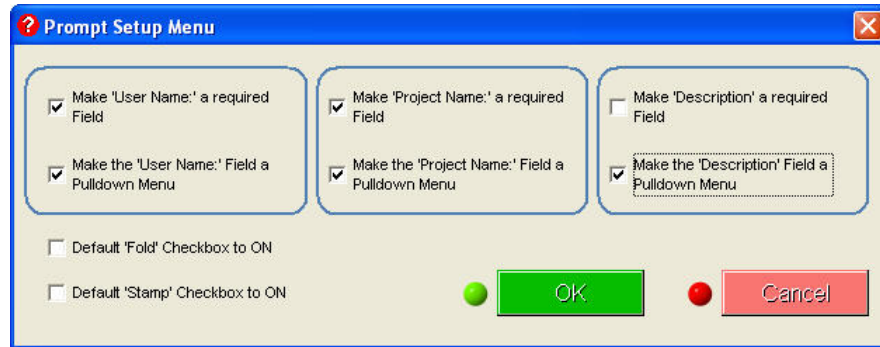 Prompt Setup Menu
Make 'User Name:' a required
Field
Make the 'User Name:' Field a
Pulldown Menu
Make 'Project Name:' a required
Field
Make the 'Project Name:' Field a
Pulldown Menu
Make 'Description' a required
Field
Make the 'Description' Field a
Pulldown Menu
Default 'Fold' Checkbox to ON
Default 'Stamp' Checkbox to ON
OK
Cancel